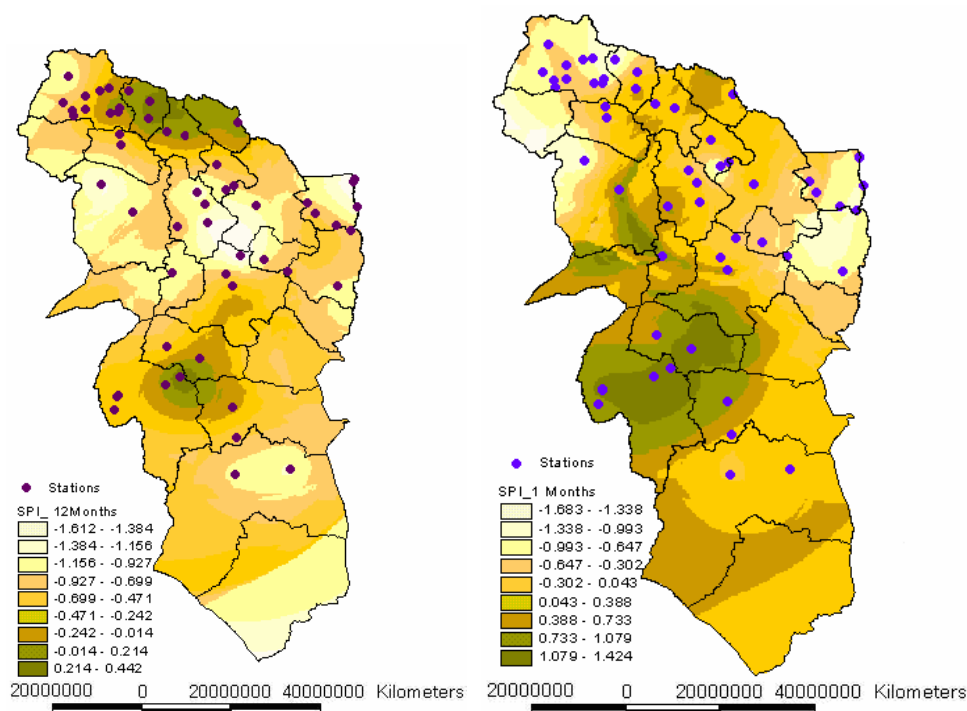 Stations
SPI_ 12Months
-1.612 - -1.384
-1.384 - -1.156
-1.156 - -0.927
-0.927 - -0.699
-0.699 - -0.471
-0.471 - -0.242
-0.242 - -0.014
-0.014 - 0.214
0.214 - 0.442
20000000 0 20000000 40000000 Kilometers
Stations
SPI_1 Months
-1.683 - -1.338
-1.338 - -0.993
-0.993 - -0.647
-0.647 - -0.302
-0.302 - 0.043
0.043 - 0.388
0.388 - 0.733
0.733 - 1.079
1.079 - 1.424
20000000 0 20000000 40000000 Kilometers